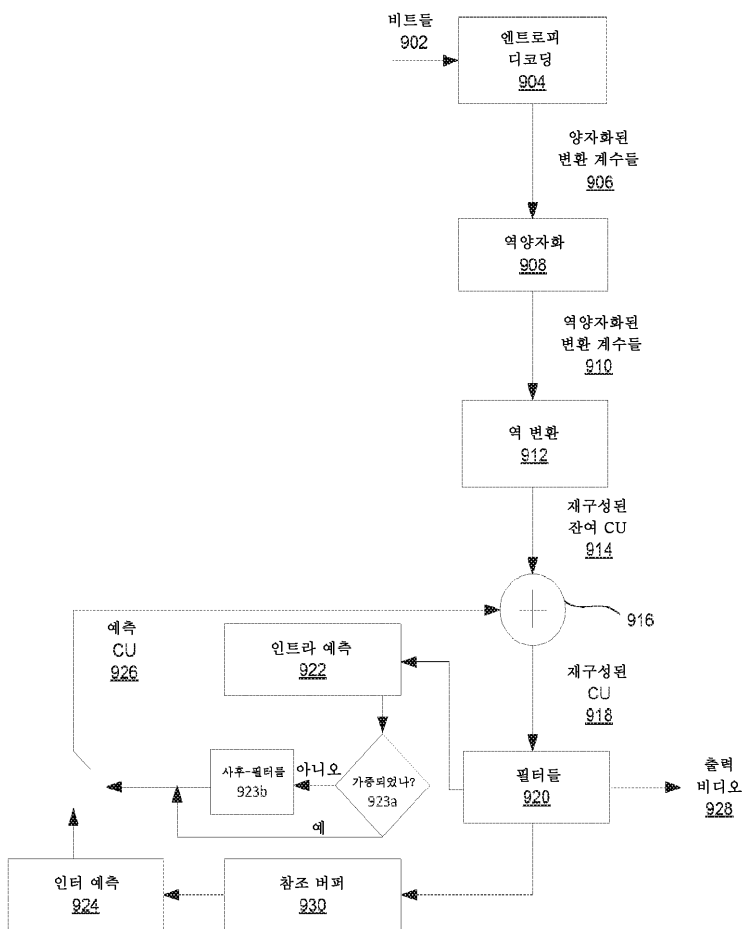 비트들
902
엔트로피
디코딩
904
양자화된
변환 계수들
906
역양자화
908
역양자화된
변환 계수들
910
역 변환
912
재구성된
잔여 CU
914
916
예측
CU
926
인트라 예측
922
재구성된
CU
918
사후-필터들
923b
아니오
가중되었나?
923a
예
필터들
920
출력
비디오
928
인터 예측
924
참조 버퍼
930